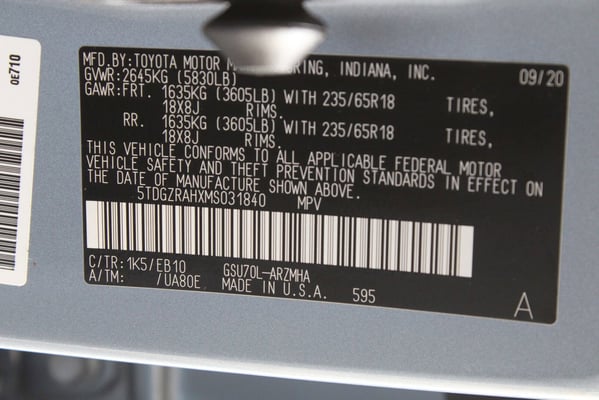 0E710
MFD.BY:TOYOTA MOTOR RING, INDIANA, INC. 09/20
GVWR:2645KG (5830LB)
GAWR:FRT. 1635KG (3605LB) WITH 235/65R18 TIRES,
18X8J RIMS.
RR. 1635KG (3605LB) WITH 235/65R18 TIRES,
18X8J RIMS.
THIS VEHICLE CONFORMS TO ALL APPLICABLE FEDERAL MOTOR
VEHICLE SAFETY AND THEFT PREVENTION STANDARDS IN EFFECT ON
THE DATE OF MANUFACTURE SHOWN ABOVE.
5TDGZRAHXMS031840 MPV
C/TR: 1K5/EB10 GSU70L-ARZMHA
A/TM: /UA80E MADE IN U.S.A. 595
A